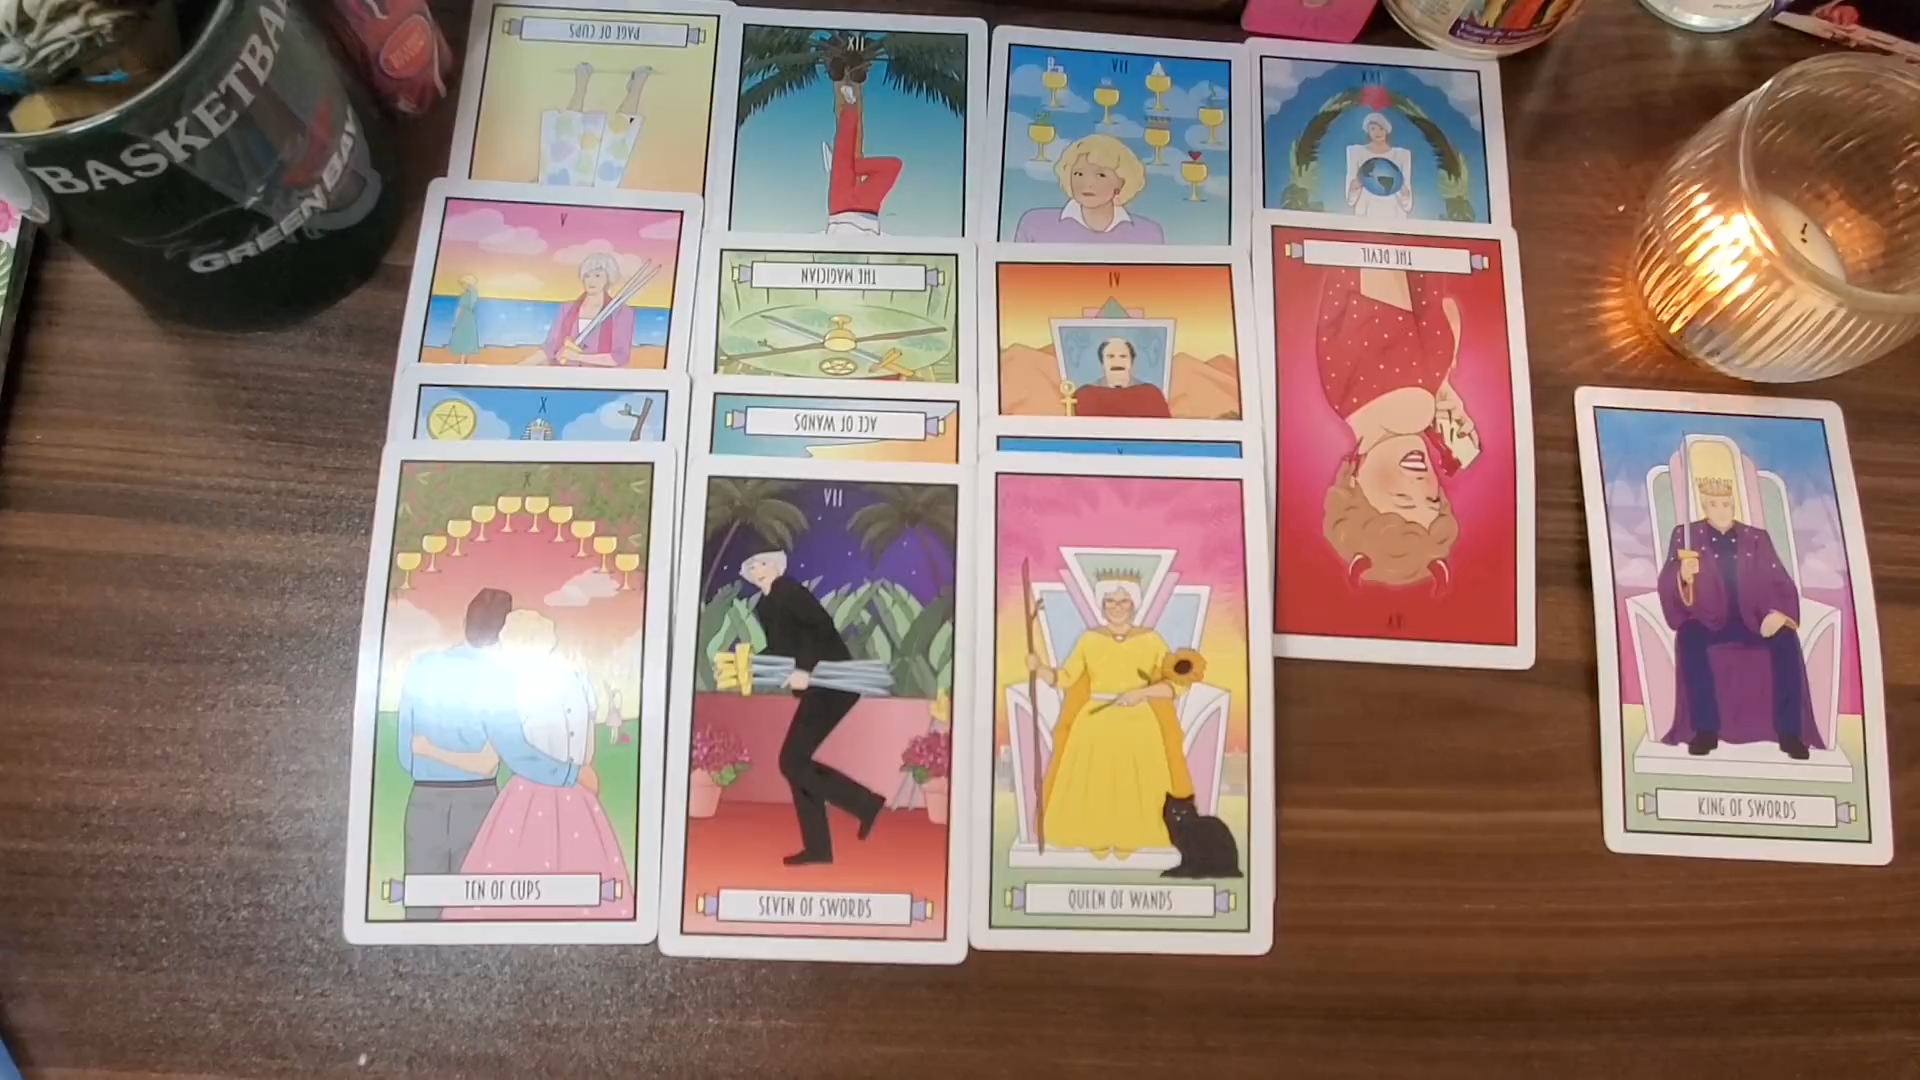 BASKETBA
GREEN BAY
PAGE OF CUPS
XII
VII
XXI
V
THE MAGICIAN
VI
THE DEVIL
XV
X
ACE OF WANDS
X
X
TEN OF CUPS
VII
SEVEN OF SWORDS
QUEEN OF WANDS
KING OF SWORDS